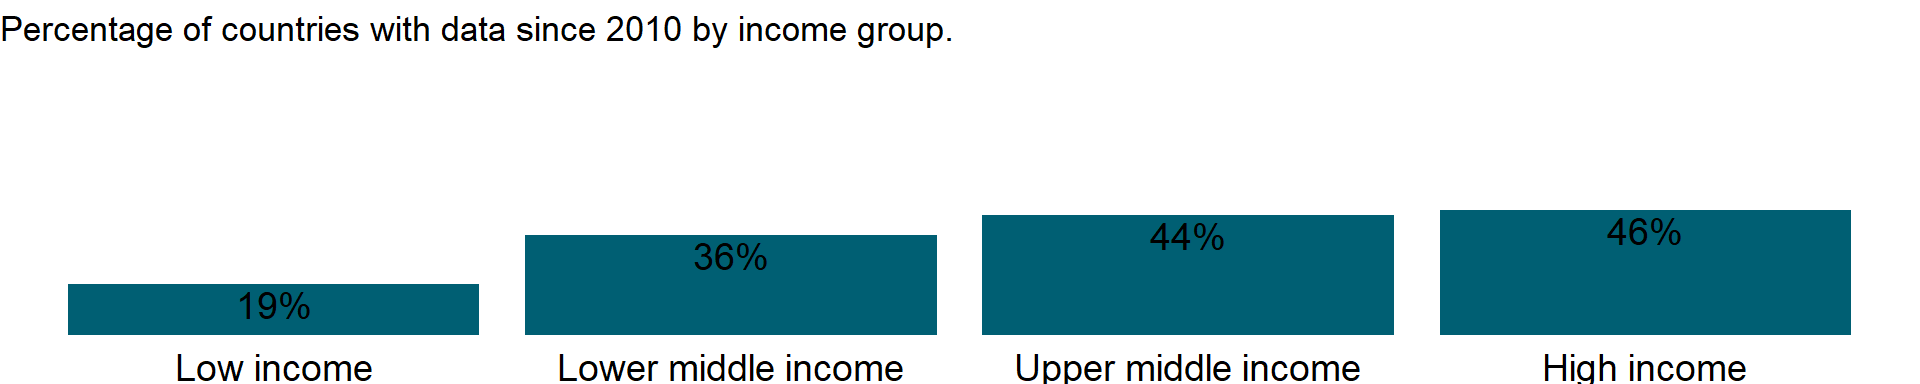 Percentage of countries with data since 2010 by income group.
19%
36%
44%
46%
Low income
Lower middle income
Upper middle income
High income